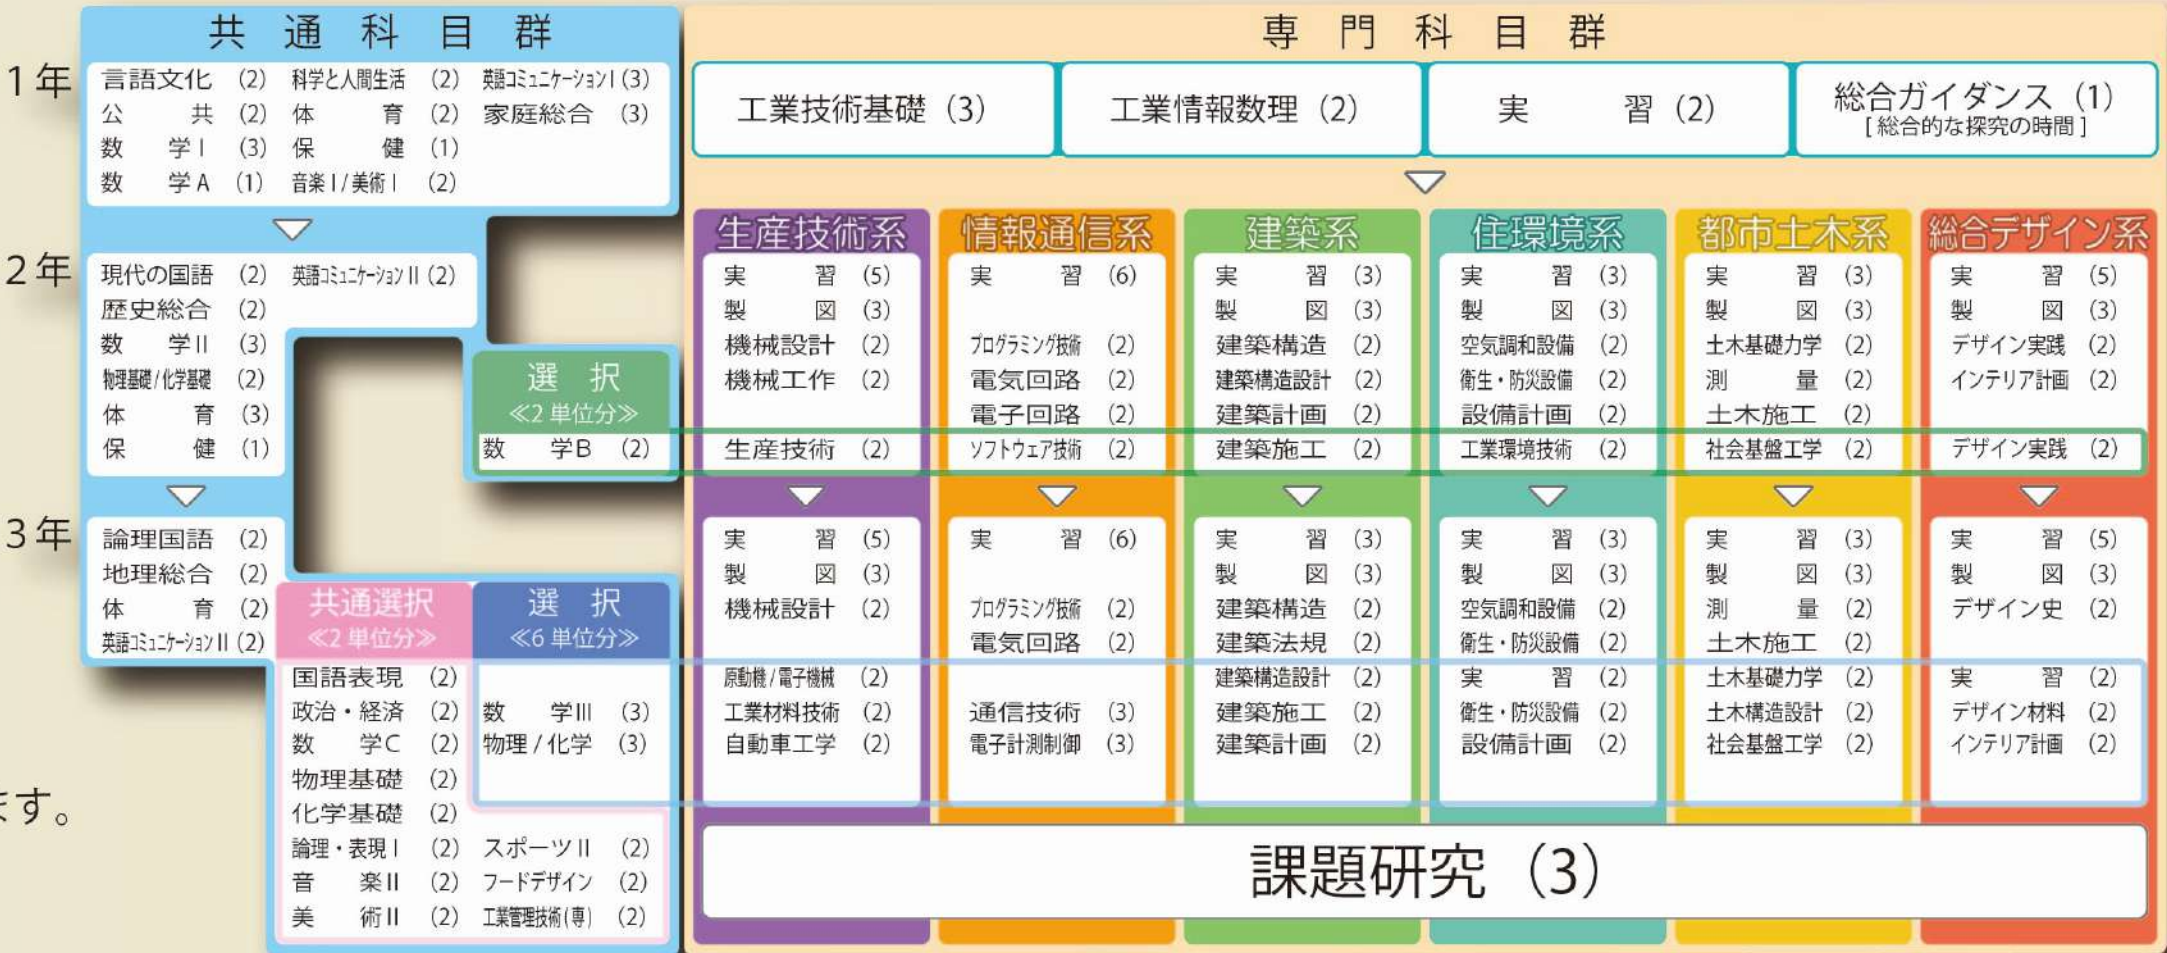 共通科目群
1年
言語文化 (2) 科学と人間生活 (2) 英語コミュニケーションⅠ(3)
公共 (2) 体育 (2) 家庭総合 (3)
数学Ⅰ (3) 保健 (1)
数学A (1) 音楽Ⅰ/美術Ⅰ (2)
2年
現代の国語 (2) 英語コミュニケーションⅡ(2)
歴史総合 (2)
数学Ⅱ (3)
物理基礎/化学基礎 (2)
体育 (3)
保健 (1)
選択
≪2単位分≫
数学B (2)
3年
論理国語 (2)
地理総合 (2)
体育 (2)
英語コミュニケーションⅡ(2)
共通選択
≪2単位分≫
国語表現 (2)
政治・経済 (2)
数学C (2)
物理基礎 (2)
化学基礎 (2)
論理・表現Ⅰ (2) スポーツⅡ (2)
音楽Ⅱ (2) フードデザイン (2)
美術Ⅱ (2) 工業管理技術(専) (2)
選択
≪6単位分≫
数学Ⅲ (3)
物理/化学 (3)
ます。
専門科目群
工業技術基礎(3)
工業情報数理(2)
実習(2)
総合ガイダンス(1)
[総合的な探究の時間]
生産技術系
実習 (5)
製図 (3)
機械設計 (2)
機械工作 (2)
生産技術 (2)
実習 (5)
製図 (3)
機械設計 (2)
原動機/電子機械 (2)
工業材料技術 (2)
自動車工学 (2)
情報通信系
実習 (6)
プログラミング技術 (2)
電気回路 (2)
電子回路 (2)
ソフトウェア技術 (2)
実習 (6)
プログラミング技術 (2)
電気回路 (2)
通信技術 (3)
電子計測制御 (3)
建築系
実習 (3)
製図 (3)
建築構造 (2)
建築構造設計 (2)
建築計画 (2)
建築施工 (2)
実習 (3)
製図 (3)
建築構造 (2)
建築法規 (2)
建築構造設計 (2)
建築施工 (2)
建築計画 (2)
住環境系
実習 (3)
製図 (3)
空気調和設備 (2)
衛生・防災設備 (2)
設備計画 (2)
工業環境技術 (2)
実習 (3)
製図 (3)
空気調和設備 (2)
衛生・防災設備 (2)
実習 (2)
衛生・防災設備 (2)
設備計画 (2)
都市土木系
実習 (3)
製図 (3)
土木基礎力学 (2)
測量 (2)
土木施工 (2)
社会基盤工学 (2)
実習 (3)
製図 (3)
測量 (2)
土木施工 (2)
土木基礎力学 (2)
土木構造設計 (2)
社会基盤工学 (2)
総合デザイン系
実習 (5)
製図 (3)
デザイン実践 (2)
インテリア計画 (2)
デザイン実践 (2)
実習 (5)
製図 (3)
デザイン史 (2)
実習 (2)
デザイン材料 (2)
インテリア計画 (2)
課題研究(3)